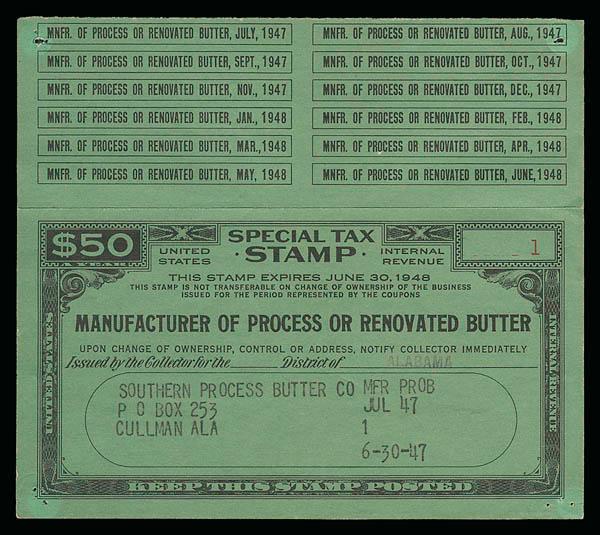 MNFR. OF PROCESS OR RENOVATED BUTTER, JULY, 1947
MNFR. OF PROCESS OR RENOVATED BUTTER, AUG., 1947
MNFR. OF PROCESS OR RENOVATED BUTTER, SEPT., 1947
MNFR. OF PROCESS OR RENOVATED BUTTER, OCT., 1947
MNFR. OF PROCESS OR RENOVATED BUTTER, NOV., 1947
MNFR. OF PROCESS OR RENOVATED BUTTER, DEC., 1947
MNFR. OF PROCESS OR RENOVATED BUTTER, JAN., 1948
MNFR. OF PROCESS OR RENOVATED BUTTER, FEB., 1948
MNFR. OF PROCESS OR RENOVATED BUTTER, MAR., 1948
MNFR. OF PROCESS OR RENOVATED BUTTER, APR., 1948
MNFR. OF PROCESS OR RENOVATED BUTTER, MAY, 1948
MNFR. OF PROCESS OR RENOVATED BUTTER, JUNE, 1948
$50
A YEAR
UNITED STATES
SPECIAL TAX
· STAMP ·
INTERNAL REVENUE
1
THIS STAMP EXPIRES JUNE 30, 1948
THIS STAMP IS NOT TRANSFERABLE ON CHANGE OF OWNERSHIP OF THE BUSINESS
ISSUED FOR THE PERIOD REPRESENTED BY THE COUPONS
MANUFACTURER OF PROCESS OR RENOVATED BUTTER
UPON CHANGE OF OWNERSHIP, CONTROL OR ADDRESS, NOTIFY COLLECTOR IMMEDIATELY
Issued by the Collector for the District of ALABAMA
SOUTHERN PROCESS BUTTER CO MFR PROB
P O BOX 253 JUL 47
CULLMAN ALA 1
6-30-47
UNITED STATES
INTERNAL REVENUE
KEEP THIS STAMP POSTED